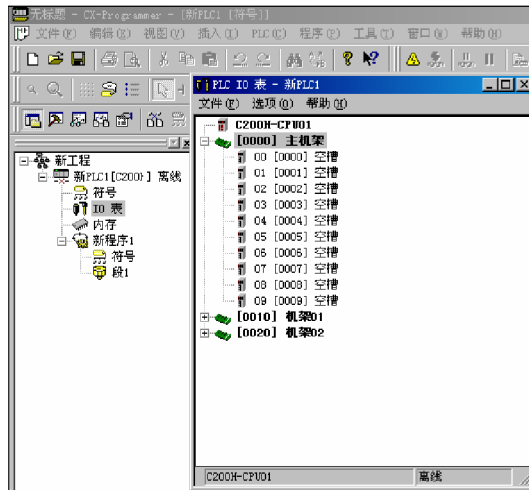 无标题 - CX-Programmer - [新PLC1 [符号]]
文件(F) 编辑(E) 视图(V) 插入(I) PLC(C) 程序(P) 工具(T) 窗口(W) 帮助(H)
PLC IO 表 - 新PLC1
文件(F) 选项(O) 帮助(H)
新工程
新PLC1[C200H] 离线
符号
IO 表
内存
新程序1
符号
段1
C200H-CPU01
[0000] 主机架
00 [0000] 空槽
01 [0001] 空槽
02 [0002] 空槽
03 [0003] 空槽
04 [0004] 空槽
05 [0005] 空槽
06 [0006] 空槽
07 [0007] 空槽
08 [0008] 空槽
09 [0009] 空槽
[0010] 机架01
[0020] 机架02
C200H-CPU01 离线